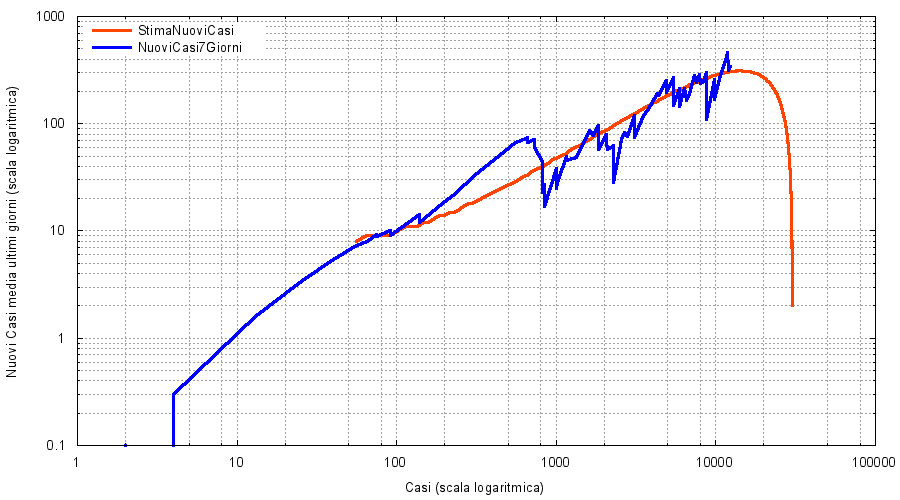 1000
StimaNuoviCasi
NuoviCasi7Giorni
100
10
1
0.1
Nuovi Casi media ultimi giorni (scala logaritmica)
1 10 100 1000 10000 100000
Casi (scala logaritmica)